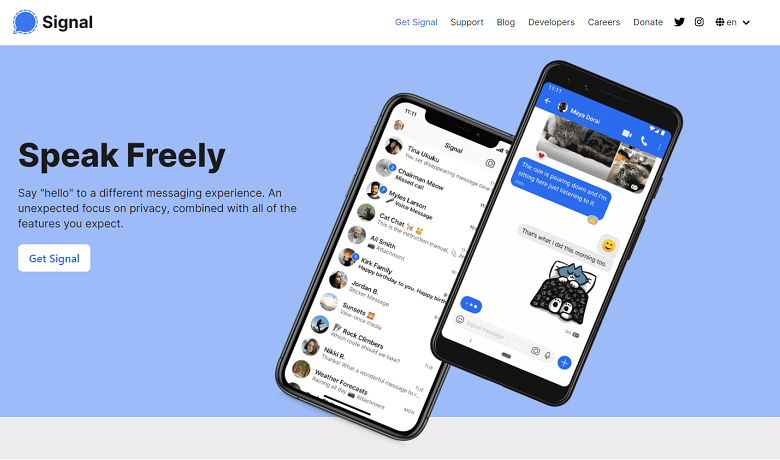 Signal
Get Signal
Support
Blog
Developers
Careers
Donate
en
Speak Freely
Say "hello" to a different messaging experience. An
unexpected focus on privacy, combined with all of the
features you expect.
Get Signal
11:11
Signal
Tina Ukuku
You set disappearing message time
Chairman Meow
Missed call
Myles Larson
Voice Message
Cat Chat
This is the instruction manual.
Ali Smith
Attachment
Kirk Family
Happy birthday to you. Happy birth
Jordan B.
Sticker Message
Sunsets
View-once media
Rock Climbers
Which route should we take?
TUE
Nikki R.
Thanks! What a wonderful message to r...
TUE
Weather Forecasts
Raining all day
Attachment
MON
11:11
Maya Dorai
The rain is pouring down and I'm
sitting here just listening to it.
That's what I did this morning too.
Signal message